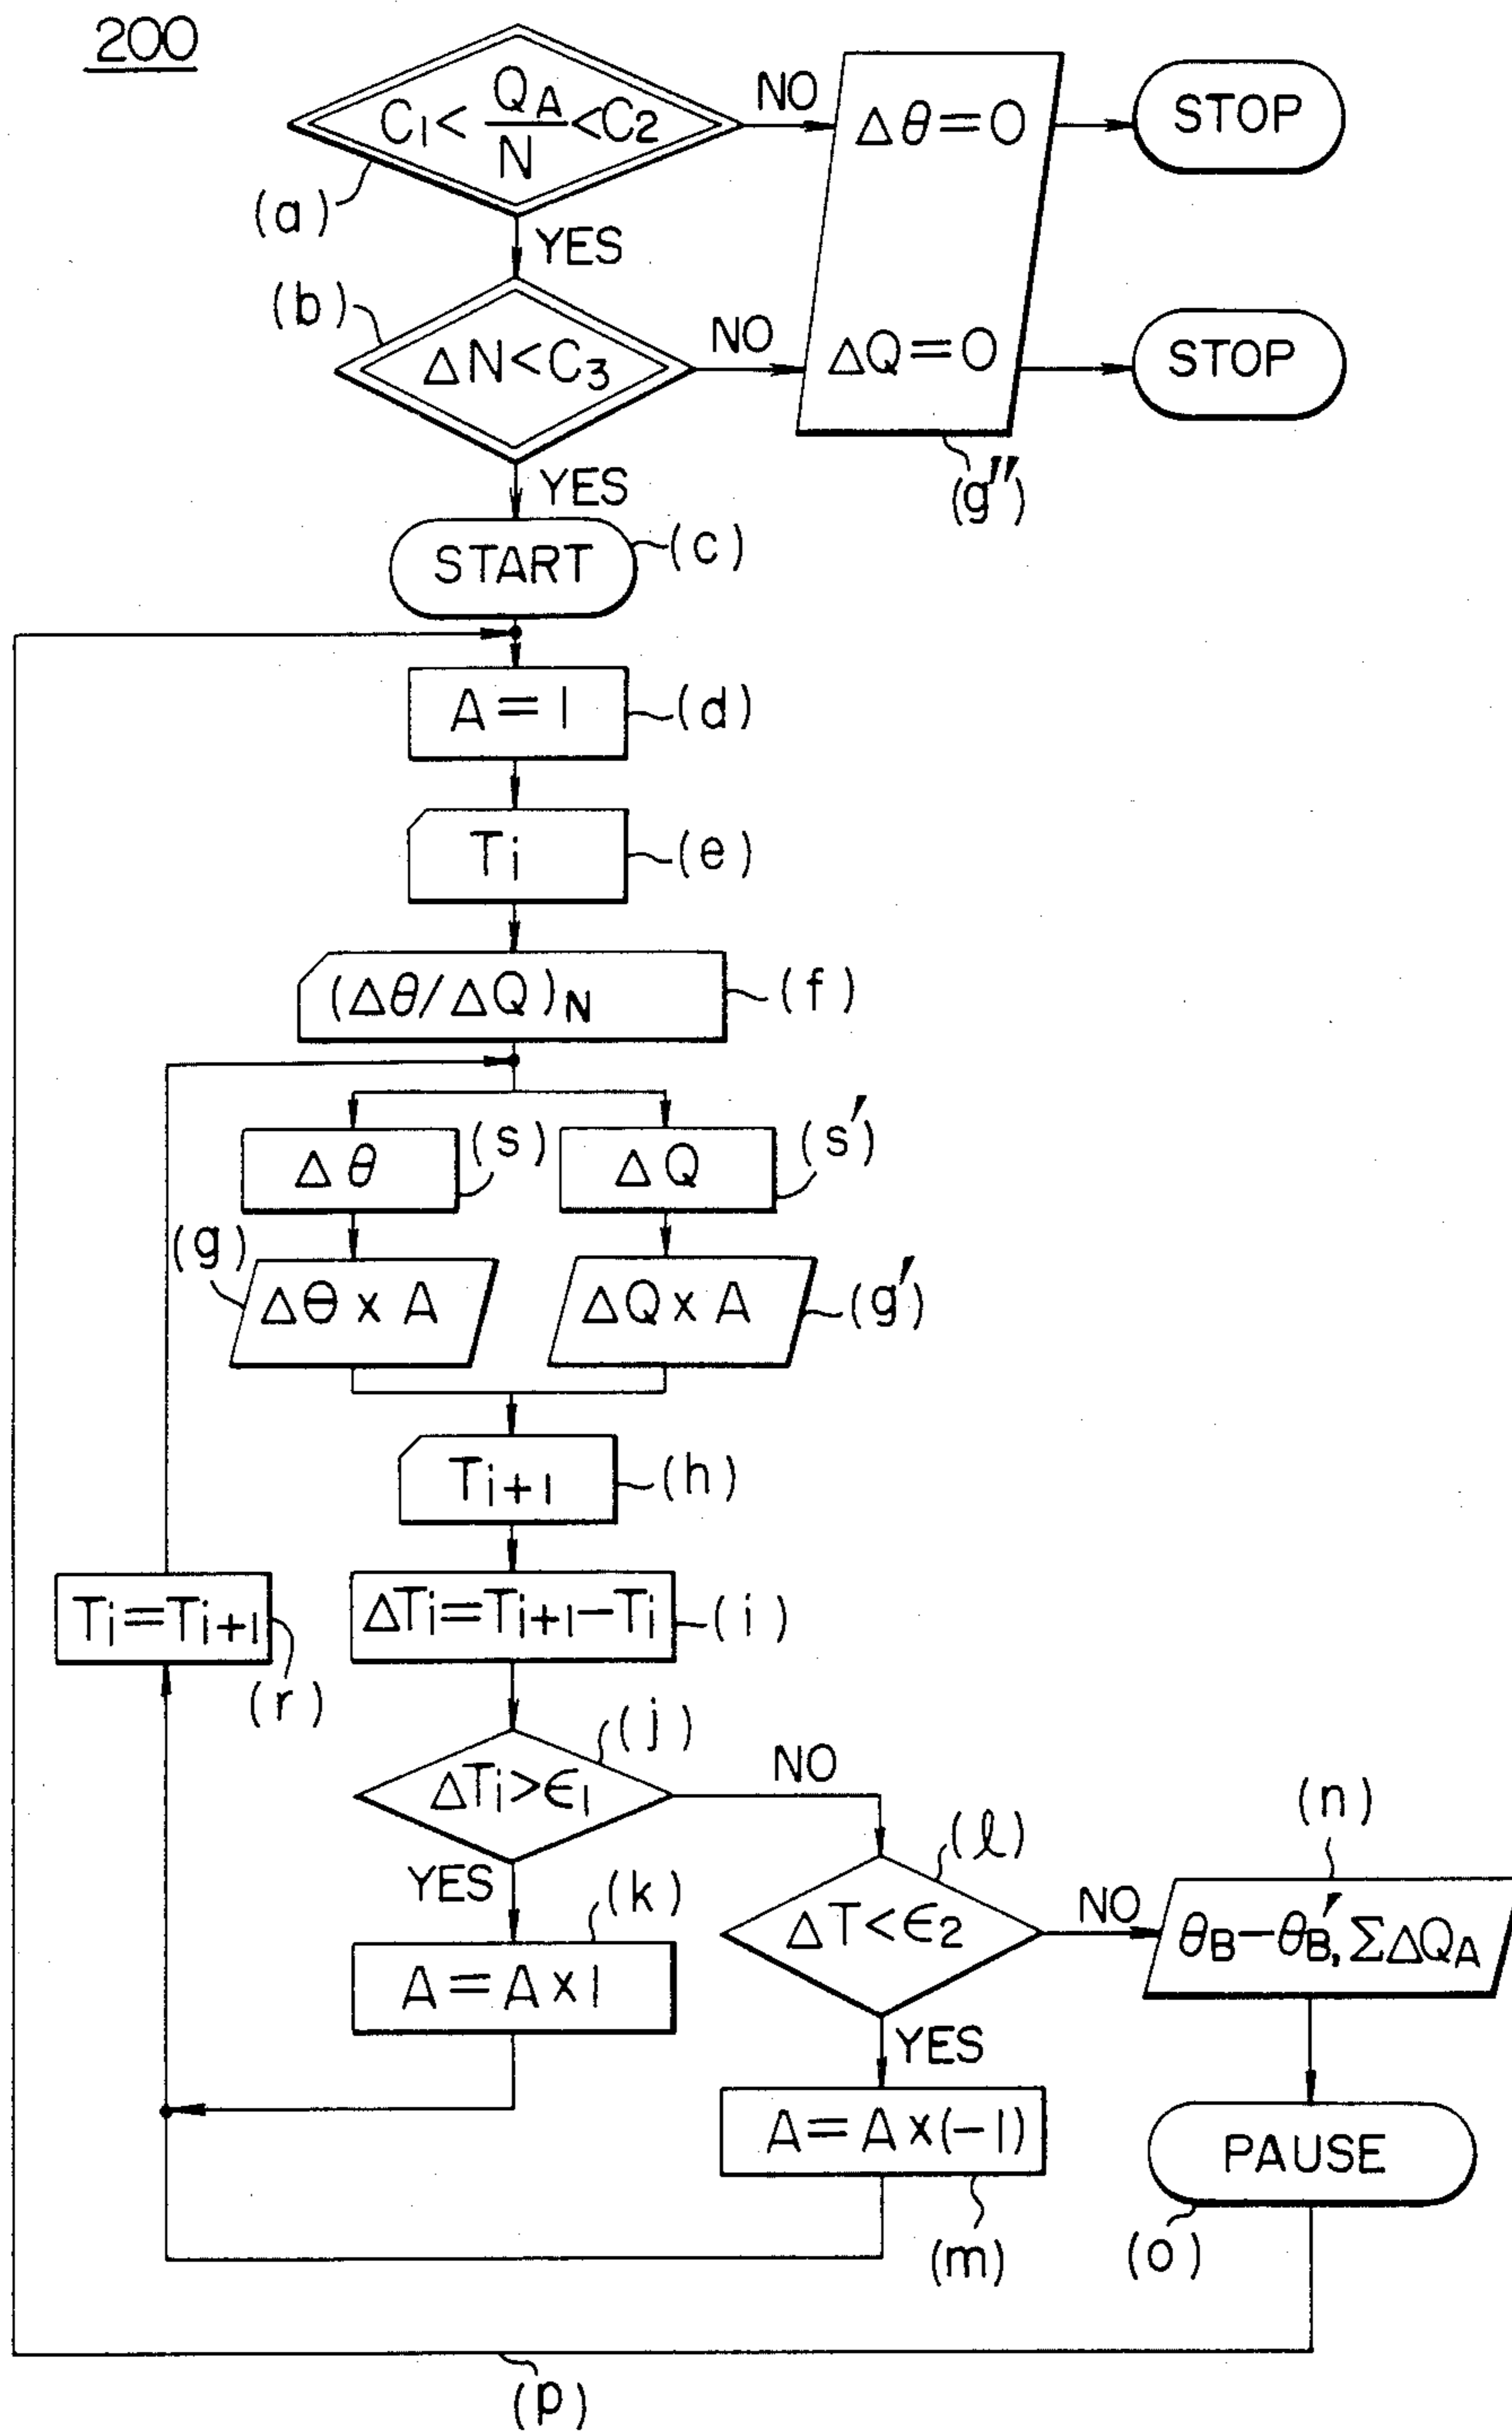 200
C₁ < Q_A/N < C₂
NO
Δθ=0
STOP
(a)
YES
(b)
ΔN<C₃
NO
ΔQ=0
STOP
(g″)
YES
START
(c)
A=1
(d)
Ti
(e)
(Δθ/ΔQ)N
(f)
Δθ
(s)
ΔQ
(s′)
(g)
Δθ x A
ΔQ x A
(g′)
Ti+1
(h)
Ti=Ti+1
(r)
ΔTi=Ti+1−Ti
(i)
(j)
ΔTi>ϵ₁
NO
YES
(k)
A=A x 1
(ℓ)
ΔT<ϵ₂
NO
(n)
θB−θB′, ΣΔQA
YES
A=A x (−1)
(m)
PAUSE
(o)
(p)